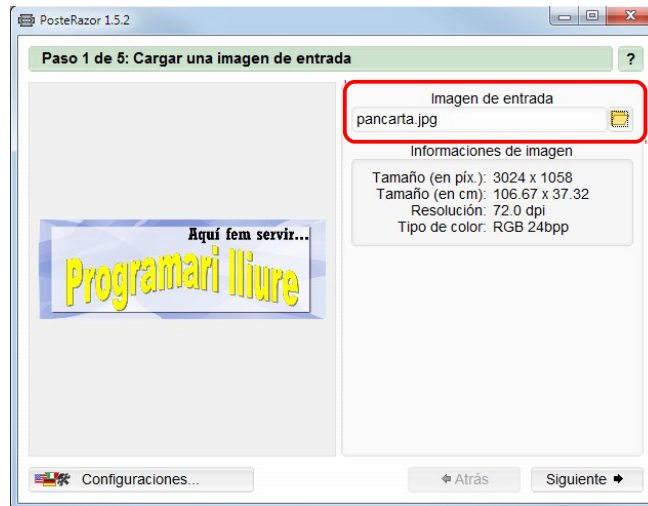 PosteRazor 1.5.2
Paso 1 de 5: Cargar una imagen de entrada
?
Imagen de entrada
pancarta.jpg
Informaciones de imagen
Tamaño (en píx.): 3024 x 1058
Tamaño (en cm): 106.67 x 37.32
Resolución: 72.0 dpi
Tipo de color: RGB 24bpp
Aquí fem servir...
Programari lliure
Configuraciones...
Atrás
Siguiente